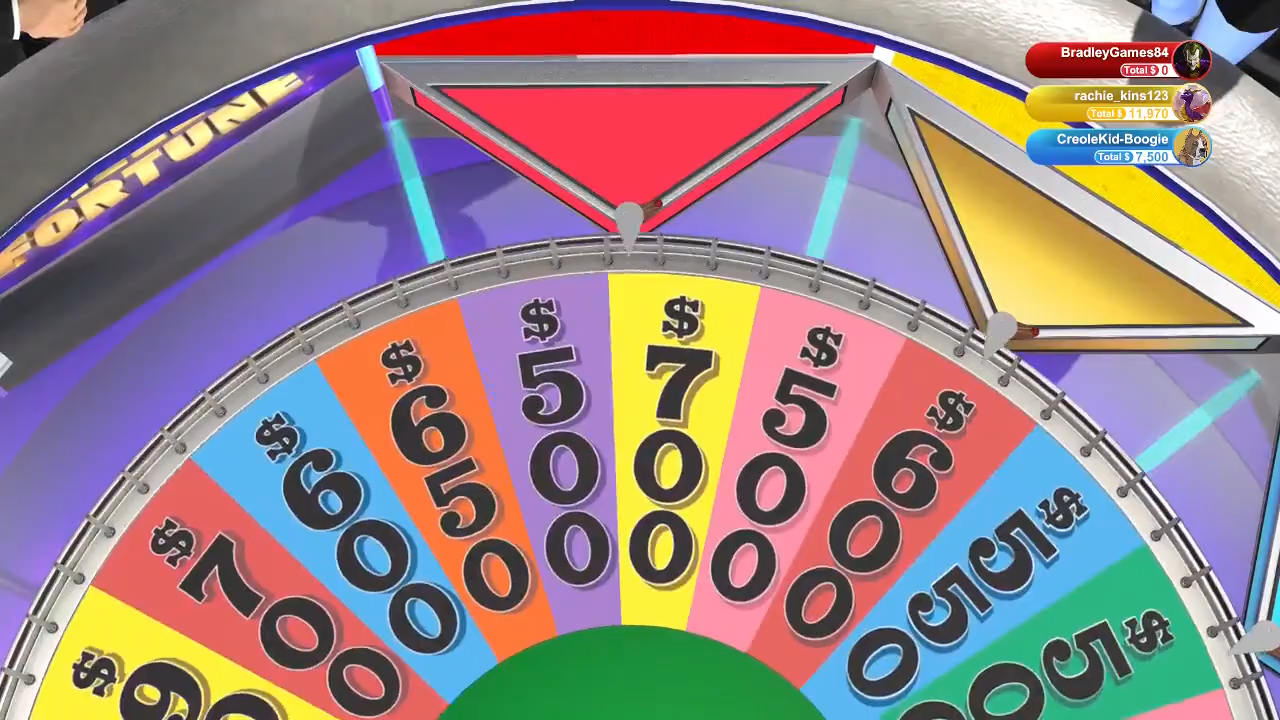 FORTUNE
BradleyGames84
Total $ 0
rachie_kins123
Total $ 11,970
CreoleKid-Boogie
Total $ 7,500
$700
$600
$650
$500
$700
$500
$600
$550